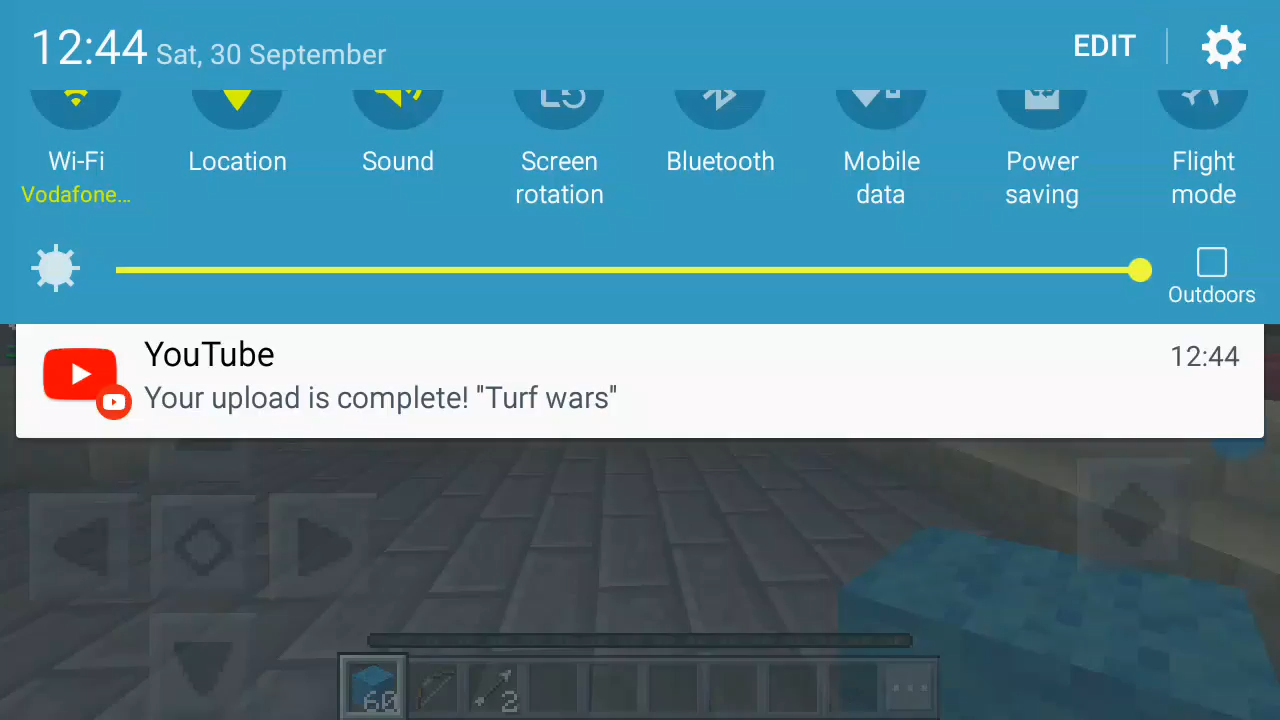 12:44 Sat, 30 September
EDIT
Wi-Fi
Vodafone...
Location
Sound
Screen
rotation
Bluetooth
Mobile
data
Power
saving
Flight
mode
Outdoors
YouTube
12:44
Your upload is complete! "Turf wars"
60
2